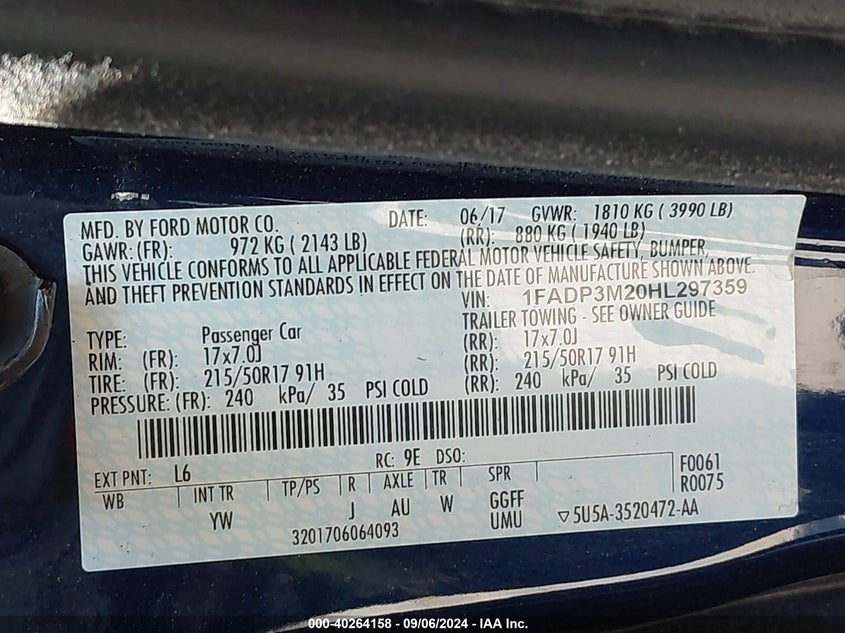 MFD. BY FORD MOTOR CO. DATE: 06/17 GVWR: 1810 KG ( 3990 LB)
GAWR: (FR): 972 KG ( 2143 LB) (RR): 880 KG ( 1940 LB)
THIS VEHICLE CONFORMS TO ALL APPLICABLE FEDERAL MOTOR VEHICLE SAFETY, BUMPER,
AND THEFT PREVENTION STANDARDS IN EFFECT ON THE DATE OF MANUFACTURE SHOWN ABOVE.
VIN: 1FADP3M20HL297359
TYPE: Passenger Car TRAILER TOWING - SEE OWNER GUIDE
RIM: (FR): 17x7.0J (RR): 17x7.0J
TIRE: (FR): 215/50R17 91H (RR): 215/50R17 91H
PRESSURE: (FR): 240 kPa/ 35 PSI COLD (RR): 240 kPa/ 35 PSI COLD
EXT PNT: L6 RC: 9E DSO: F0061
WB INT TR TP/PS R AXLE TR SPR R0075
YW J AU W GGFF
UMU ▽5U5A-3520472-AA
3201706064093
000-40264158 - 09/06/2024 - IAA Inc.